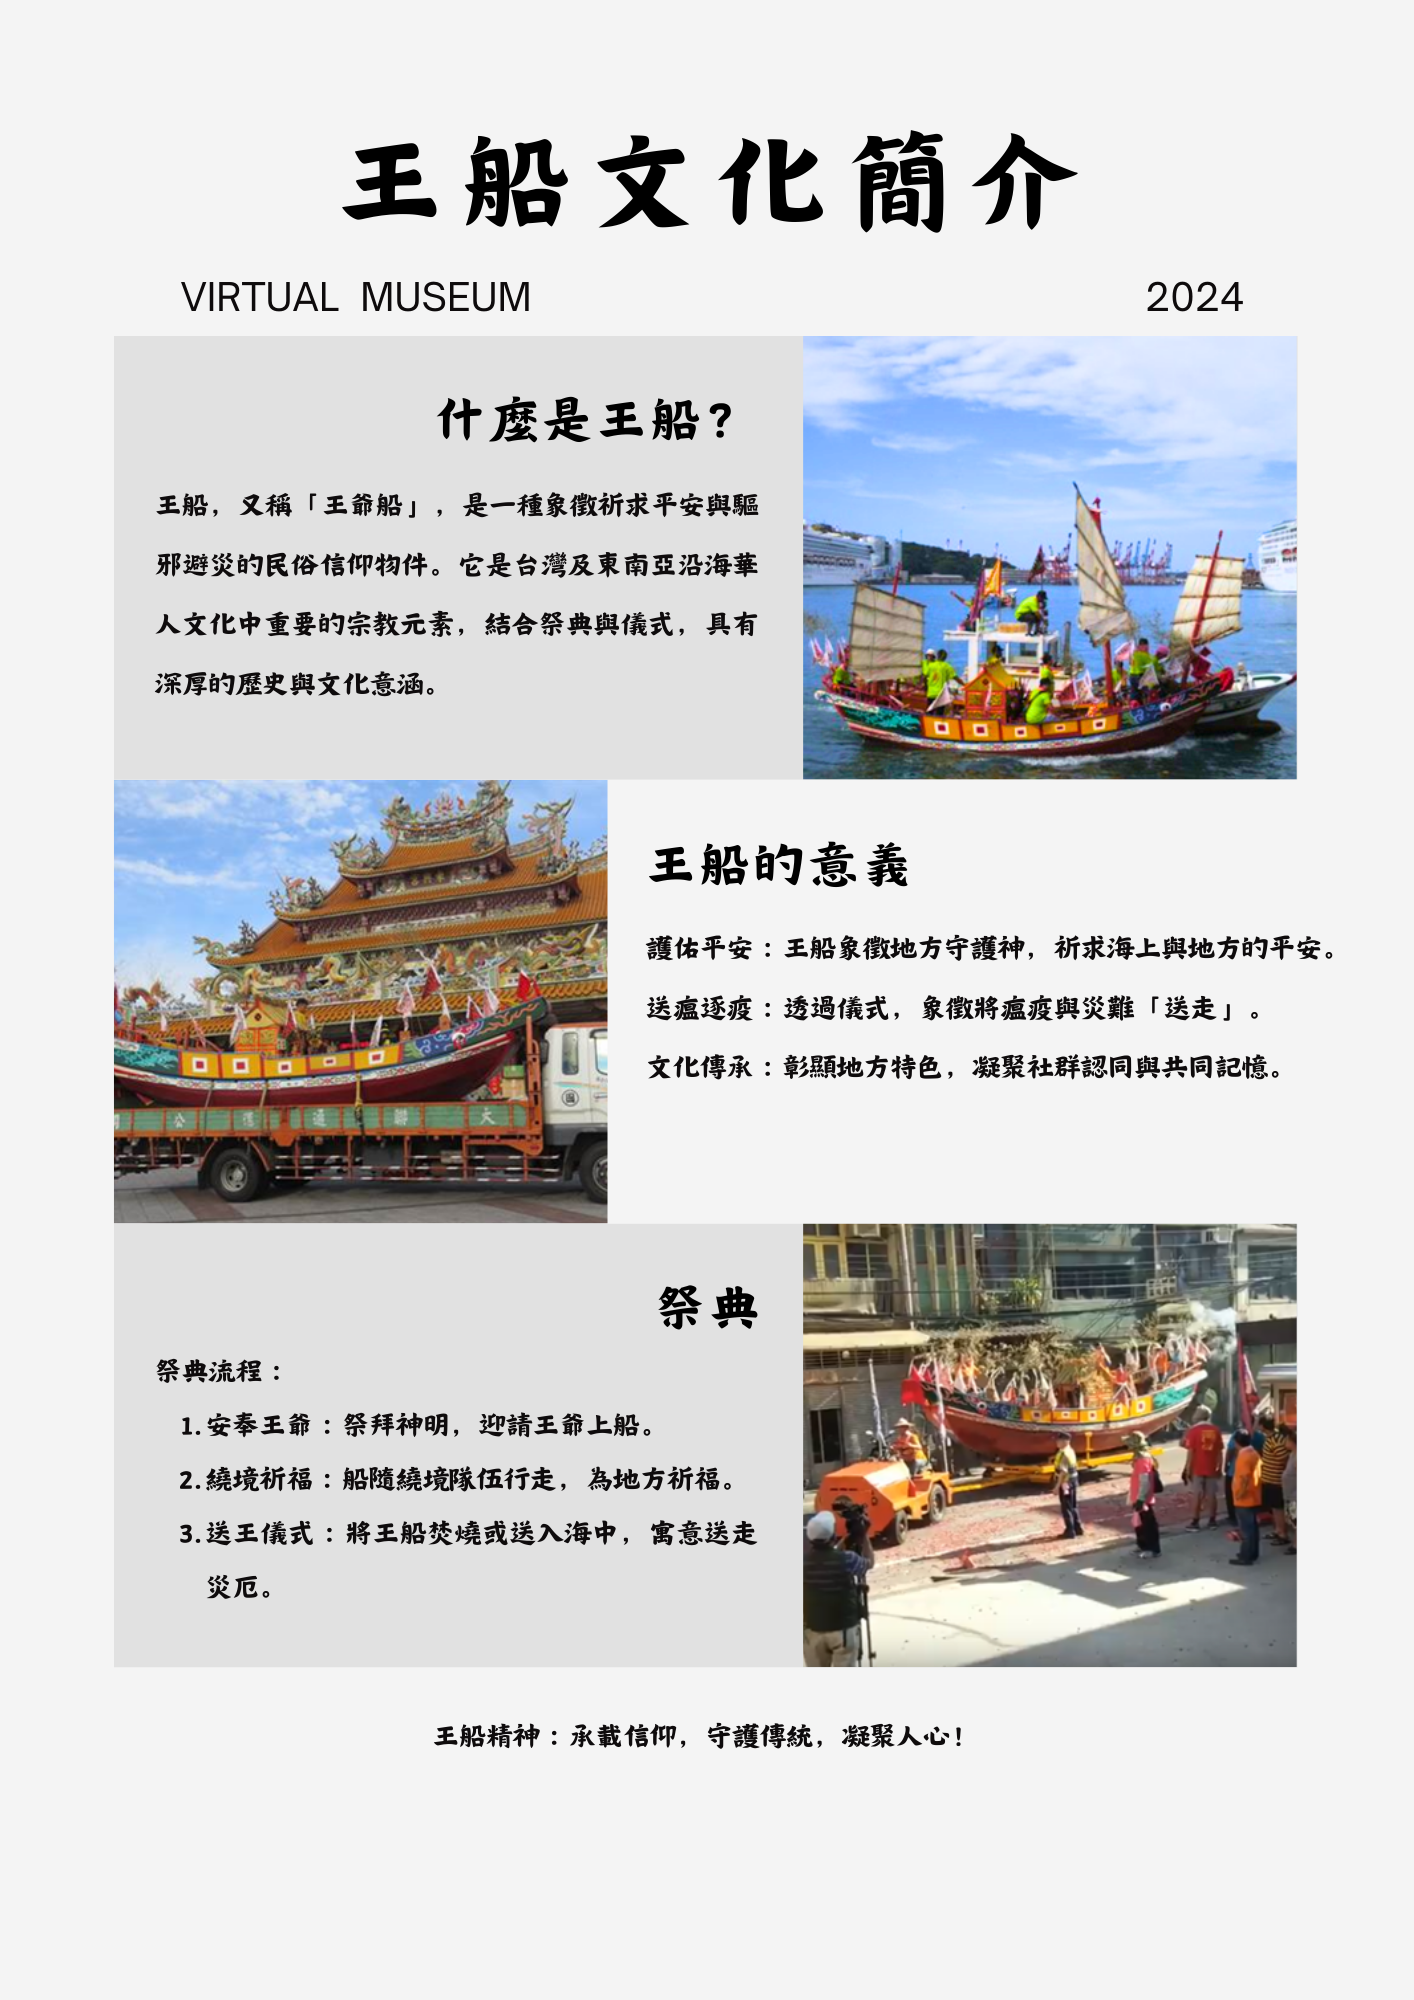 王船文化簡介
VIRTUAL MUSEUM
2024
什麼是王船?
王船，又稱「王爺船」，是一種象徵祈求平安與驅
邪避災的民俗信仰物件。它是台灣及東南亞沿海華
人文化中重要的宗教元素，結合祭典與儀式，具有
深厚的歷史與文化意涵。
王船的意義
護佑平安：王船象徵地方守護神，祈求海上與地方的平安。
送瘟逐疫：透過儀式，象徵將瘟疫與災難「送走」。
文化傳承：彰顯地方特色，凝聚社群認同與共同記憶。
祭典
祭典流程：
1.安奉王爺：祭拜神明，迎請王爺上船。
2.繞境祈福：船隨繞境隊伍行走，為地方祈福。
3.送王儀式：將王船焚燒或送入海中，寓意送走
災厄。
王船精神：承載信仰，守護傳統，凝聚人心!